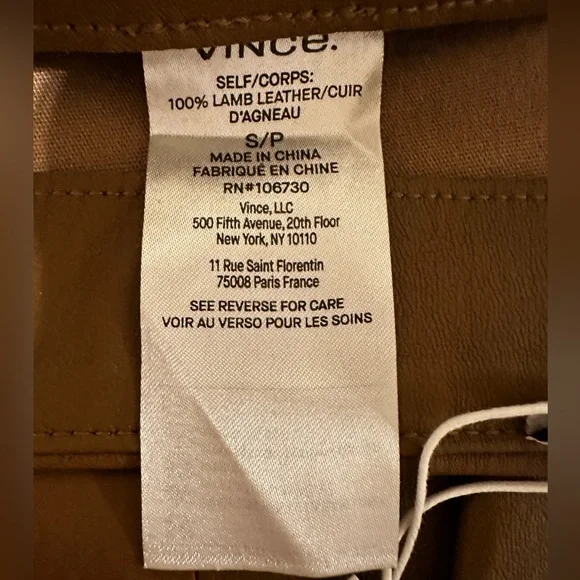 VINCE.
SELF/CORPS:
100% LAMB LEATHER/CUIR
D'AGNEAU
S/P
MADE IN CHINA
FABRIQUÉ EN CHINE
RN#106730
Vince, LLC
500 Fifth Avenue, 20th Floor
New York, NY 10110
11 Rue Saint Florentin
75008 Paris France
SEE REVERSE FOR CARE
VOIR AU VERSO POUR LES SOINS